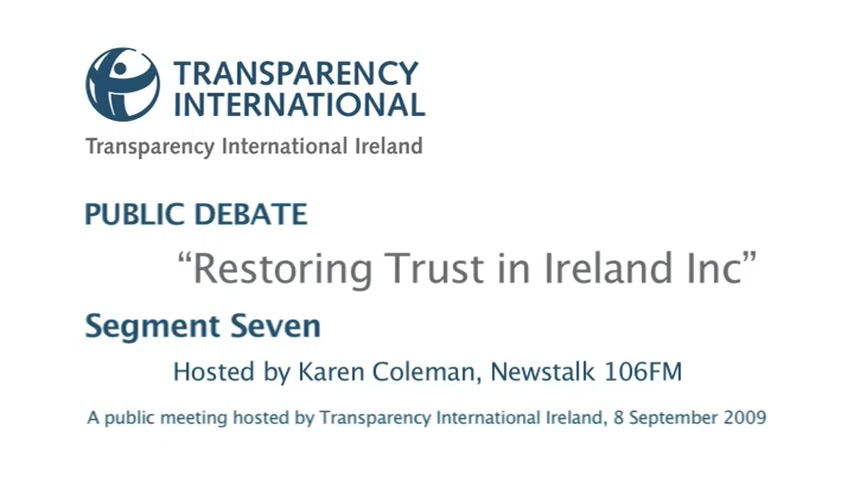 TRANSPARENCY
INTERNATIONAL
Transparency International Ireland
PUBLIC DEBATE
“Restoring Trust in Ireland Inc”
Segment Seven
Hosted by Karen Coleman, Newstalk 106FM
A public meeting hosted by Transparency International Ireland, 8 September 2009